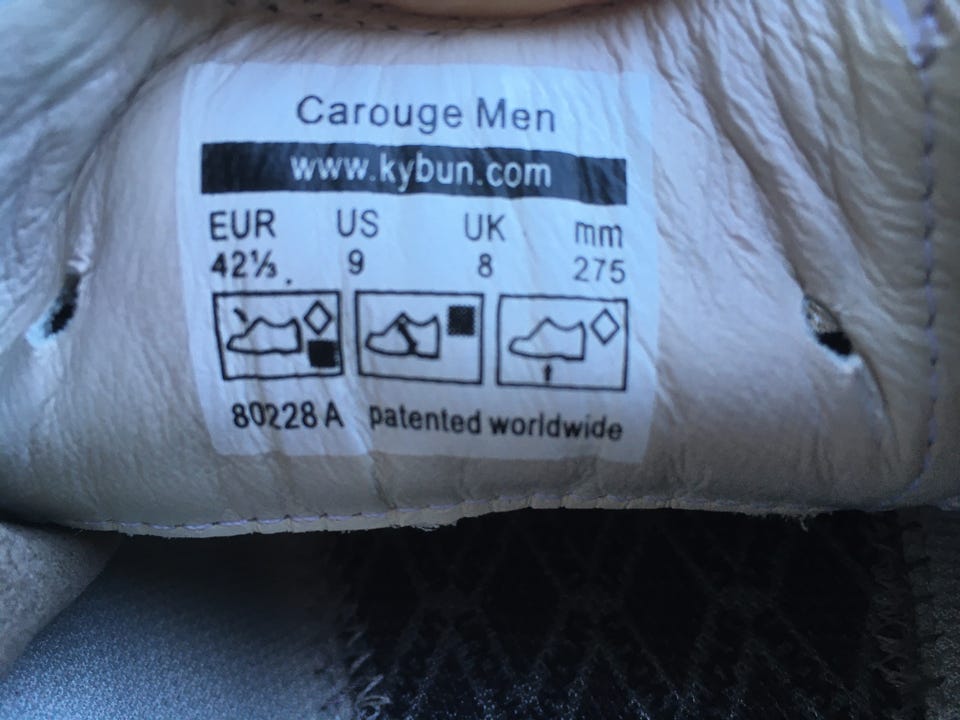 Carouge Men
www.kybun.com
EUR US UK mm
42⅓ 9 8 275
80228 A patented worldwide